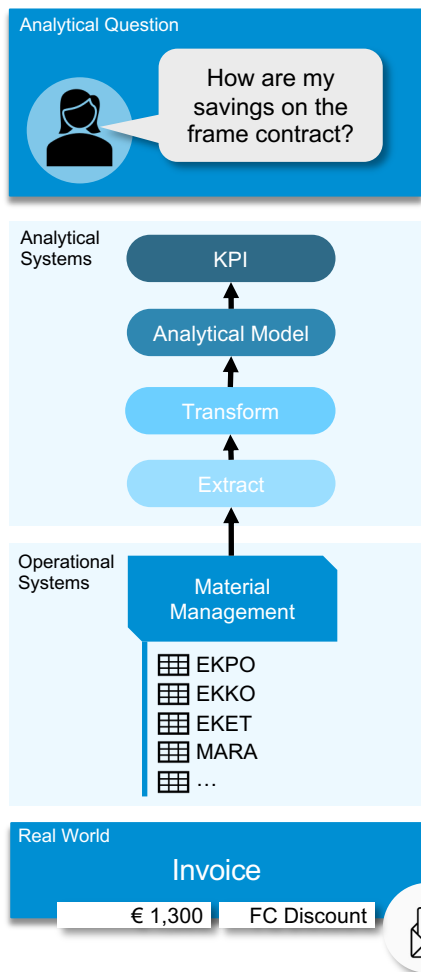 Analytical Question
How are my
savings on the
frame contract?
Analytical
Systems
KPI
Analytical Model
Transform
Extract
Operational
Systems
Material
Management
EKPO
EKKO
EKET
MARA
…
Real World
Invoice
€ 1,300
FC Discount